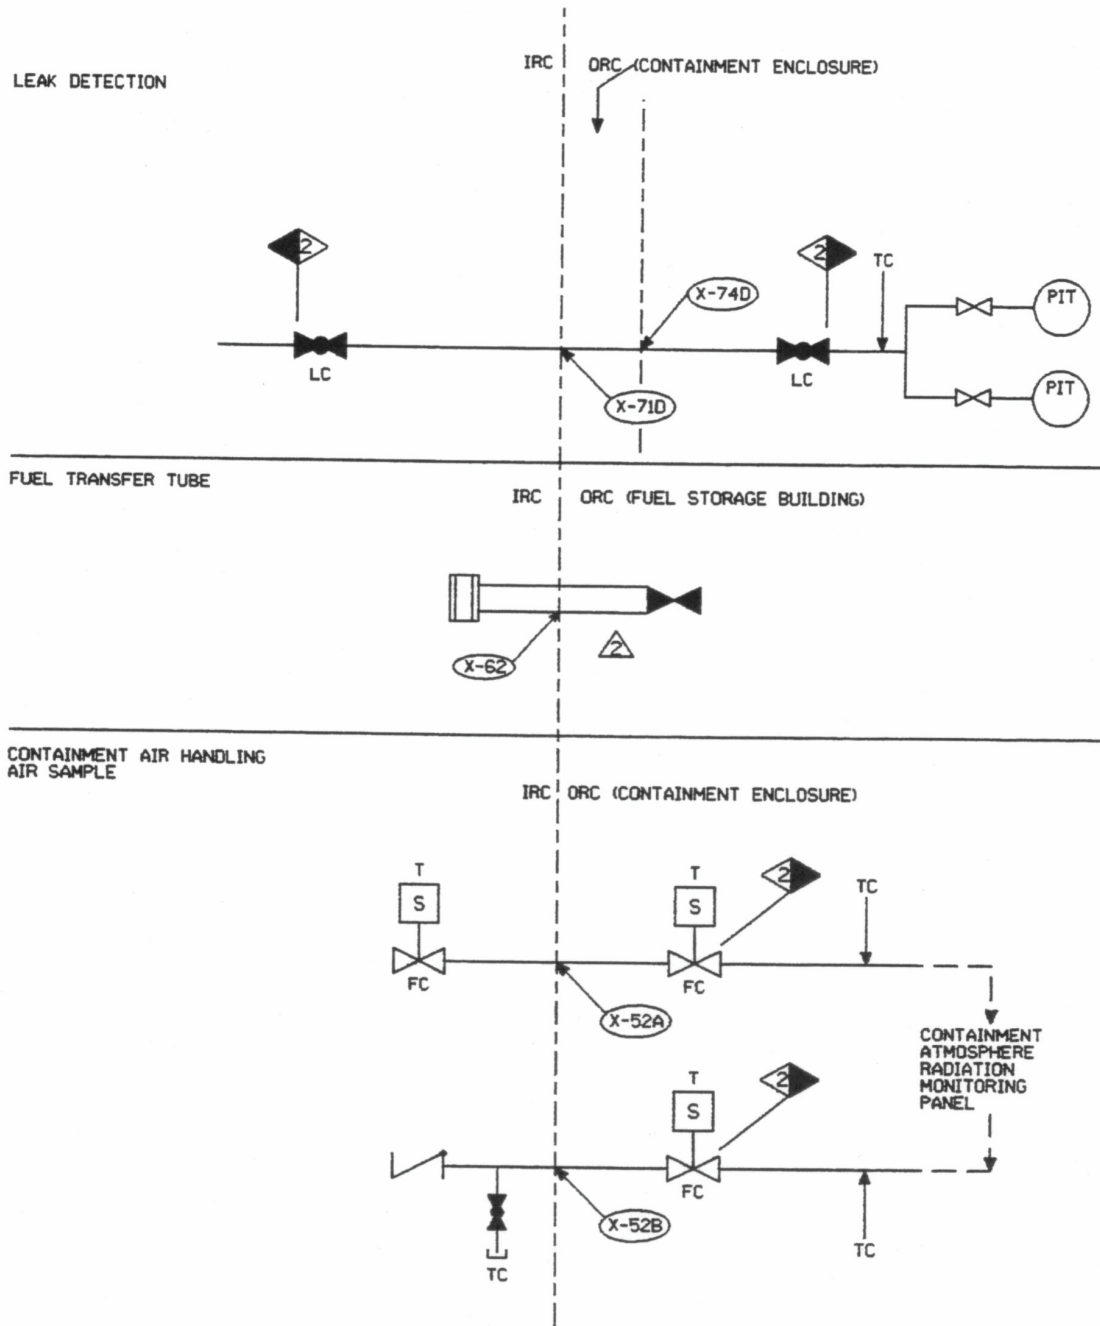 LEAK DETECTION
IRC
ORC (CONTAINMENT ENCLOSURE)
2
2
TC
X-74D
PIT
LC
LC
X-71D
PIT
FUEL TRANSFER TUBE
IRC
ORC (FUEL STORAGE BUILDING)
X-62
2
CONTAINMENT AIR HANDLING
AIR SAMPLE
IRC
ORC (CONTAINMENT ENCLOSURE)
T
S
FC
T
S
FC
2
TC
X-52A
CONTAINMENT
ATMOSPHERE
RADIATION
MONITORING
PANEL
T
S
FC
2
X-52B
TC
TC